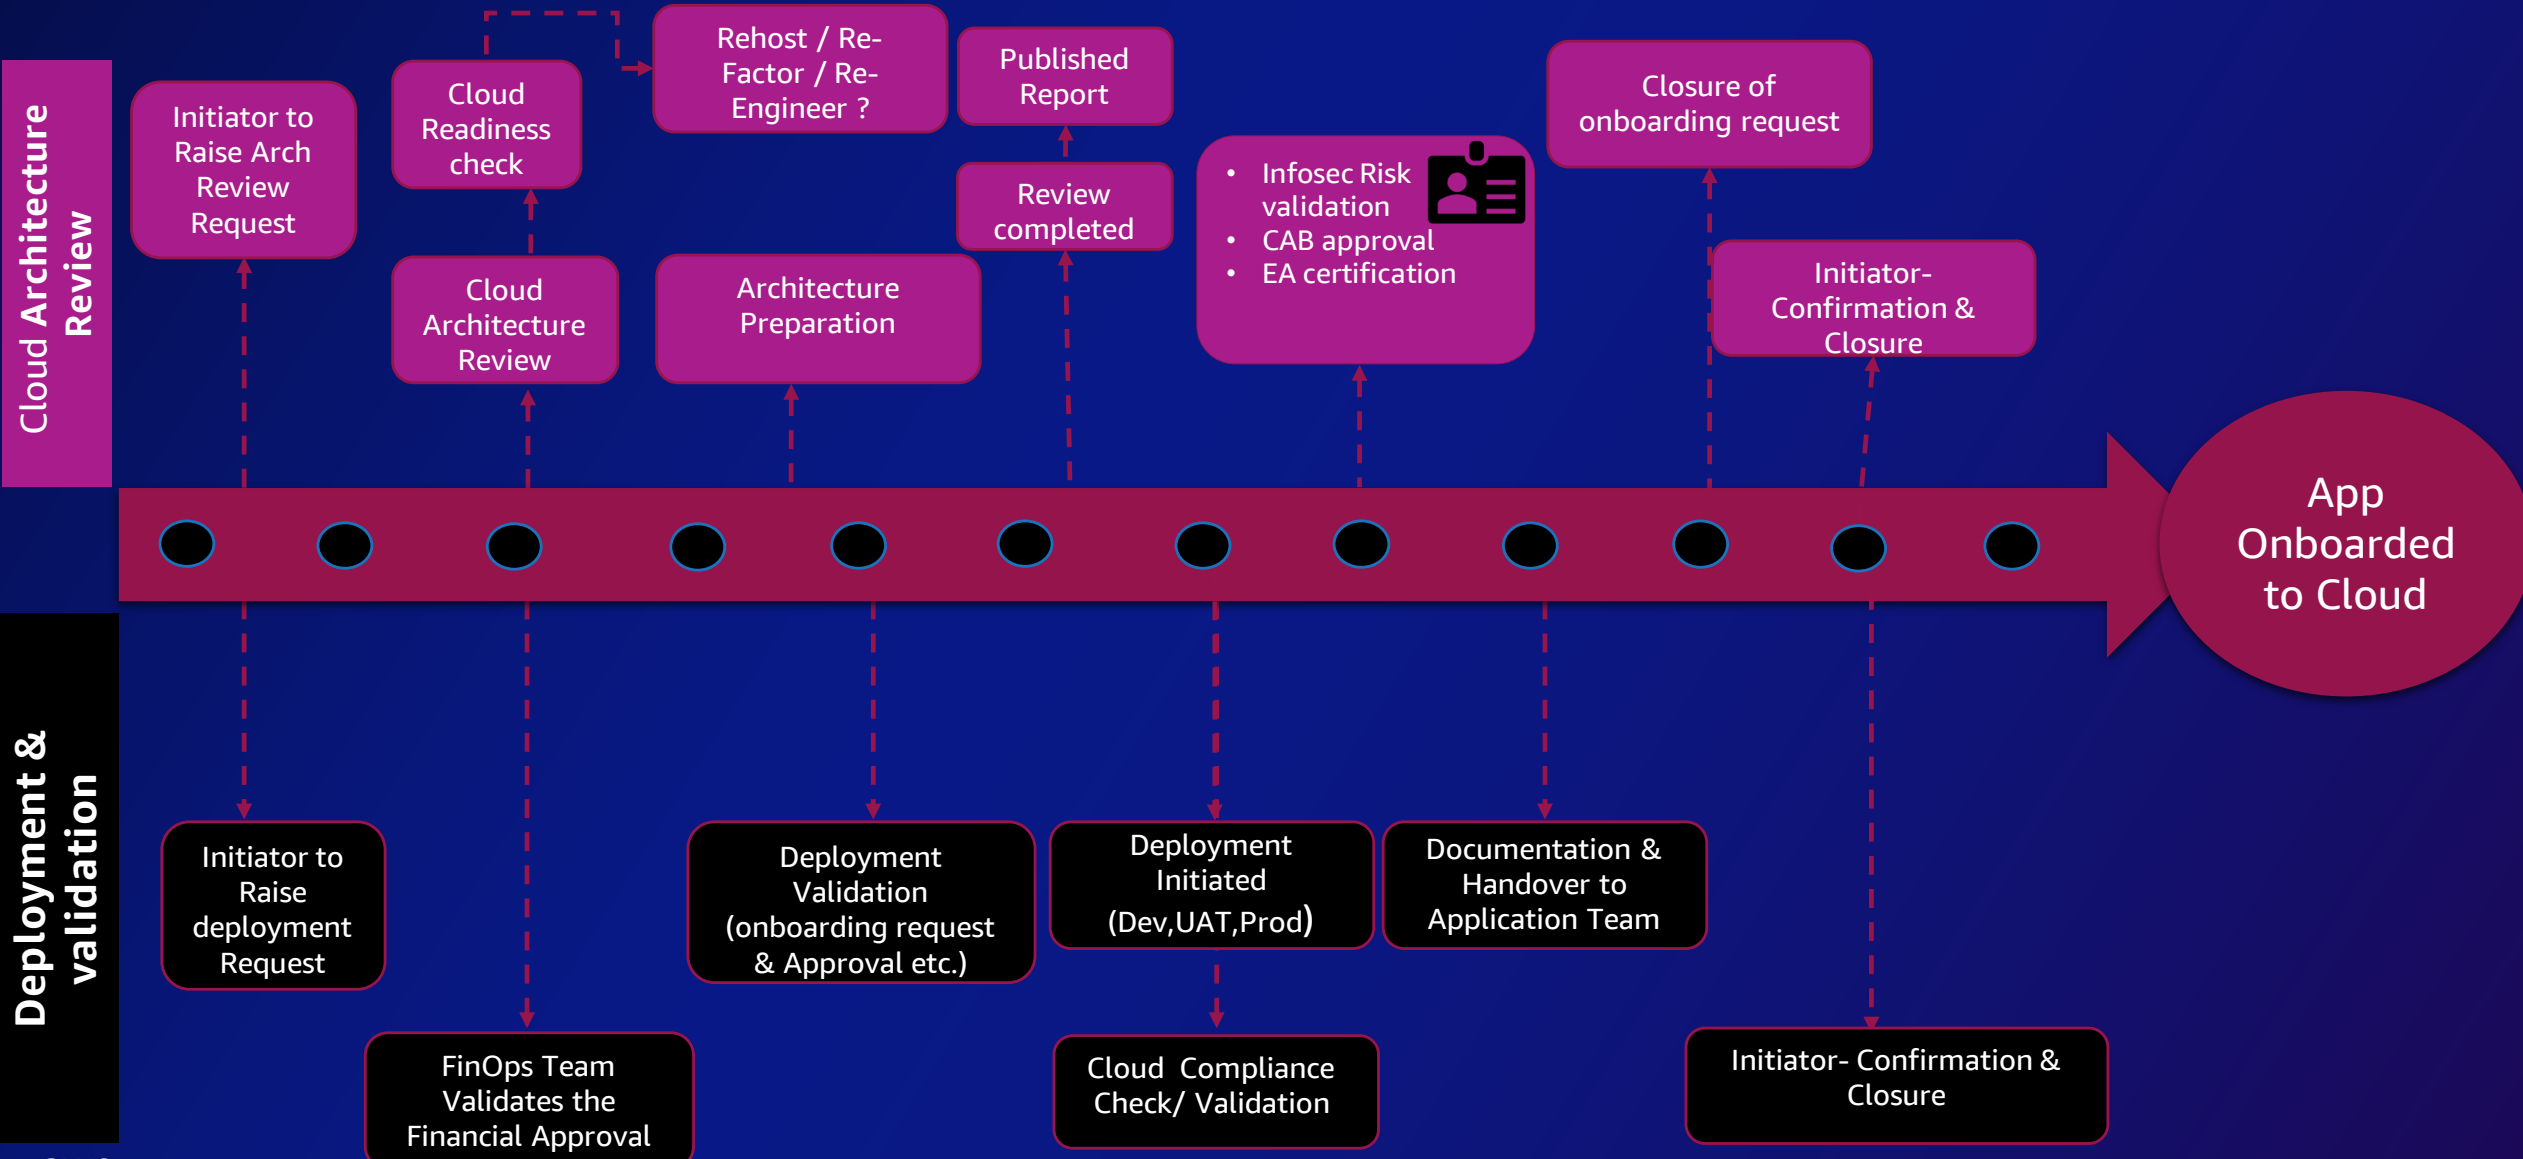 Cloud Architecture
Review
Initiator to
Raise Arch
Review
Request
Cloud
Readiness
check
Cloud
Architecture
Review
Rehost / Re-
Factor / Re-
Engineer ?
Architecture
Preparation
Published
Report
Review
completed
• Infosec Risk
validation
• CAB approval
• EA certification
Closure of
onboarding request
Initiator-
Confirmation &
Closure
App
Onboarded
to Cloud
Deployment &
validation
Initiator to
Raise
deployment
Request
FinOps Team
Validates the
Financial Approval
Deployment
Validation
(onboarding request
& Approval etc.)
Deployment
Initiated
(Dev,UAT,Prod)
Cloud Compliance
Check/ Validation
Documentation &
Handover to
Application Team
Initiator- Confirmation &
Closure